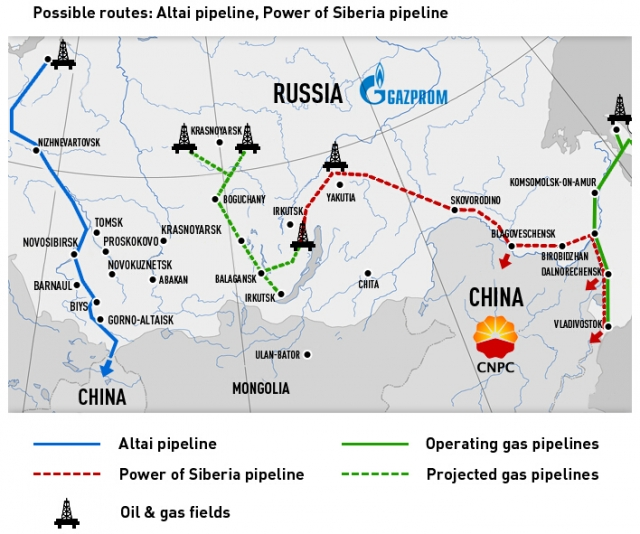 Possible routes: Altai pipeline, Power of Siberia pipeline
RUSSIA
GAZPROM
NIZHNEVARTOVSK
KRASNOYARSK
YAKUTIA
KOMSOMOLSK-ON-AMUR
BOGUCHANY
SKOVORODINO
IRKUTSK
TOMSK
KRASNOYARSK
BLAGOVESCHENSK
NOVOSIBIRSK
PROSKOKOVO
BIROBIDZHAN
NOVOKUZNETSK
DALNORECHENSK
BARNAUL
ABAKAN
BALAGANSK
CHITA
IRKUTSK
CHINA
BIYS
GORNO-ALTAISK
VLADIVOSTOK
ULAN-BATOR
CNPC
MONGOLIA
CHINA
Altai pipeline
Operating gas pipelines
Power of Siberia pipeline
Projected gas pipelines
Oil & gas fields